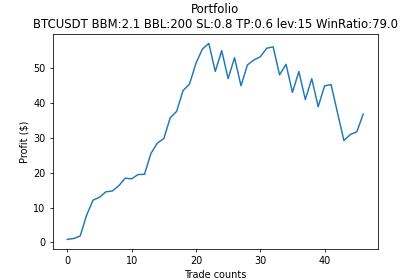 Portfolio
BTCUSDT BBM:2.1 BBL:200 SL:0.8 TP:0.6 lev:15 WinRatio:79.0
Profit ($)
50
40
30
20
10
0
0 10 20 30 40
Trade counts